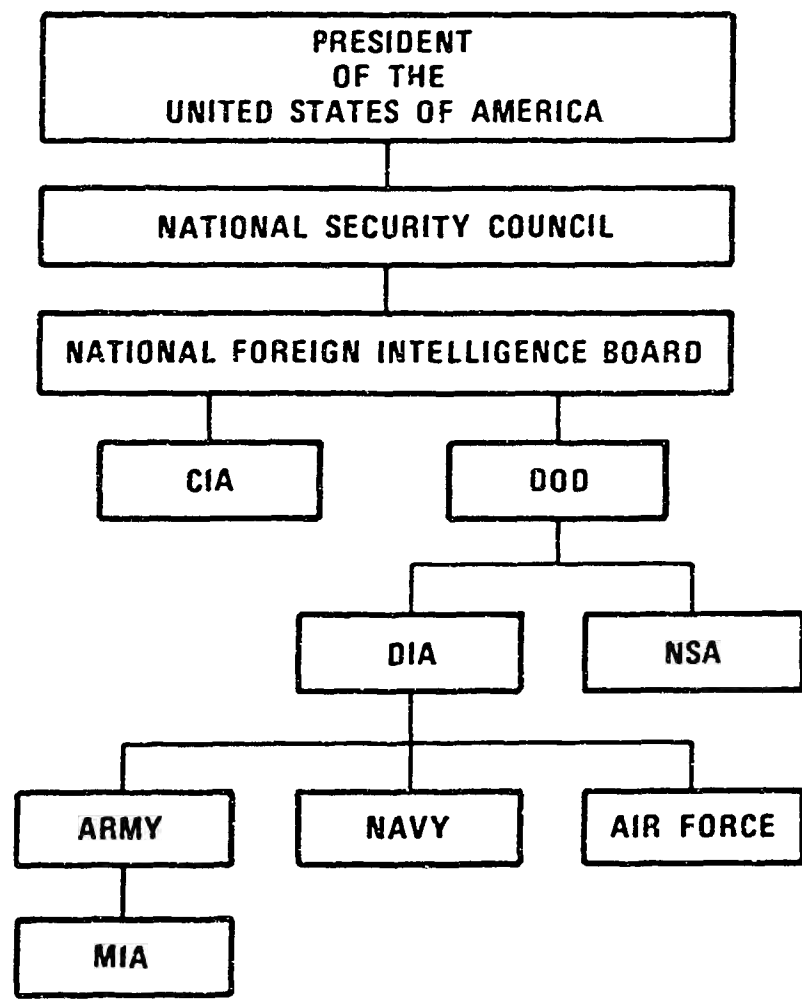 PRESIDENT
OF THE
UNITED STATES OF AMERICA
NATIONAL SECURITY COUNCIL
NATIONAL FOREIGN INTELLIGENCE BOARD
CIA
DOD
DIA
NSA
ARMY
NAVY
AIR FORCE
MIA